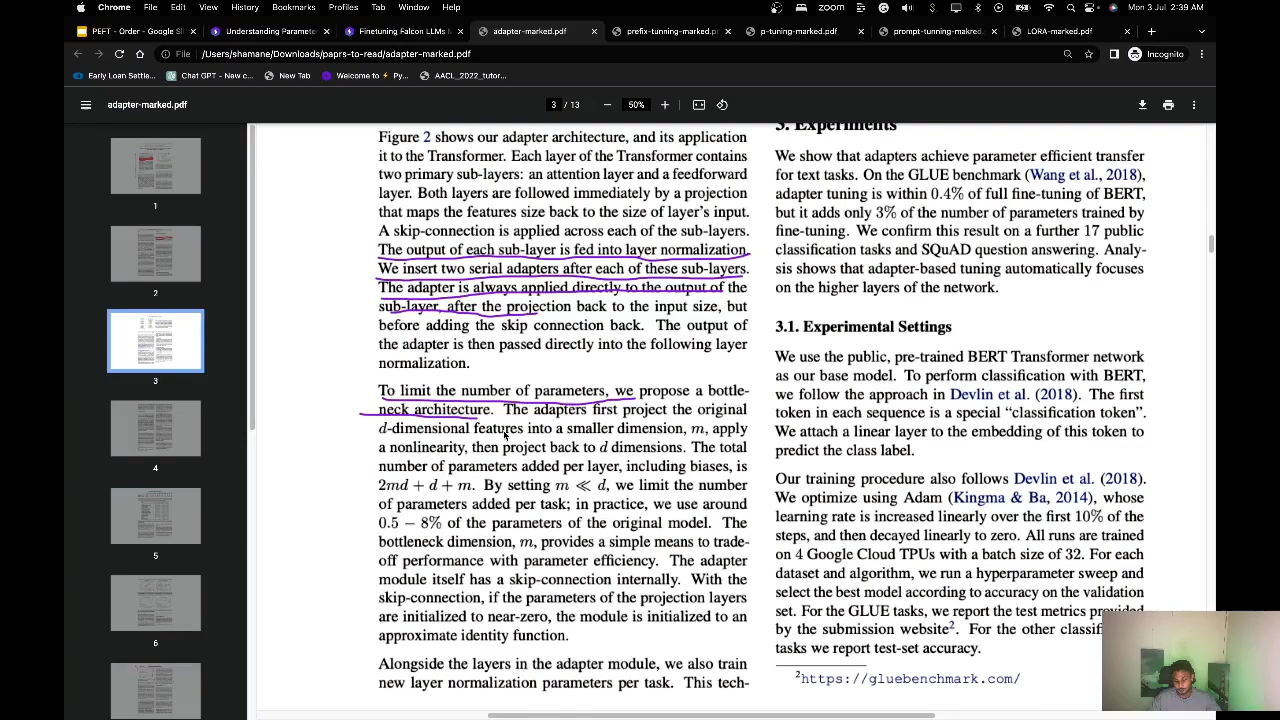 Chrome File Edit View History Bookmarks Profiles Tab Window Help zoom Mon 3 Jul 2:39 AM
PEFT - Order - Google Sl Understanding Parame Finetuning Falcon LLMs M adapter-marked.pdf prefix-tunning-marked.p p-tuning-marked.pdf prompt-tunning-makred. LORA-marked.pdf
File /Users/shamane/Downloads/paprs-to-read/adapter-marked.pdf Incognito
Early Loan Settle... Chat GPT - New c... New Tab Welcome to Py... AACL_2022_tutor...
adapter-marked.pdf 3 / 13 50%
1
2
3
4
5
6
Figure 2 shows our adapter architecture, and its application
it to the Transformer. Each layer of the Transformer contains
two primary sub-layers: an attention layer and a feedforward
layer. Both layers are followed immediately by a projection
that maps the features size back to the size of layer's input.
A skip-connection is applied across each of the sub-layers.
The output of each sub-layer is fed into layer normalization.
We insert two serial adapters after each of these sub-layers.
The adapter is always applied directly to the output of the
sub-layer, after the projection back to the input size, but
before adding the skip connection back. The output of
the adapter is then passed directly into the following layer
normalization.
To limit the number of parameters, we propose a bottle-
neck architecture. The adapters first project the original
d-dimensional features into a smaller dimension, m, apply
a nonlinearity, then project back to d dimensions. The total
number of parameters added per layer, including biases, is
2md + d + m. By setting m ≪ d, we limit the number
of parameters added per task; in practice, we use around
0.5 − 8% of the parameters of the original model. The
bottleneck dimension, m, provides a simple means to trade-
off performance with parameter efficiency. The adapter
module itself has a skip-connection internally. With the
skip-connection, if the parameters of the projection layers
are initialized to near-zero, the module is initialized to an
approximate identity function.
Alongside the layers in the adapter module, we also train
new layer normalization parameters per task. This tech-
3. Experiments
We show that adapters achieve parameter efficient transfer
for text tasks. On the GLUE benchmark (Wang et al., 2018),
adapter tuning is within 0.4% of full fine-tuning of BERT,
but it adds only 3% of the number of parameters trained by
fine-tuning. We confirm this result on a further 17 public
classification tasks and SQuAD question answering. Analy-
sis shows that adapter-based tuning automatically focuses
on the higher layers of the network.
3.1. Experimental Settings
We use the public, pre-trained BERT Transformer network
as our base model. To perform classification with BERT,
we follow the approach in Devlin et al. (2018). The first
token in each sequence is a special “classification token”.
We attach a linear layer to the embedding of this token to
predict the class label.
Our training procedure also follows Devlin et al. (2018).
We optimize using Adam (Kingma & Ba, 2014), whose
learning rate is increased linearly over the first 10% of the
steps, and then decayed linearly to zero. All runs are trained
on 4 Google Cloud TPUs with a batch size of 32. For each
dataset and algorithm, we run a hyperparameter sweep and
select the best model according to accuracy on the validation
set. For the GLUE tasks, we report the test metrics provided
by the submission website2. For the other classif
tasks we report test-set accuracy.
2https://gluebenchmark.com/